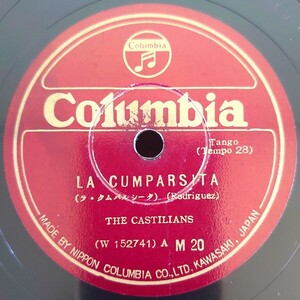 Columbia
Columbia
Tango
(Tempo 28)
LA CUMPARSITA
(ラ・クムパルシータ) (Rodriguez)
THE CASTILIANS
(W 152741) A M 20
MADE BY NIPPON COLUMBIA CO., LTD. KAWASAKI, JAPAN